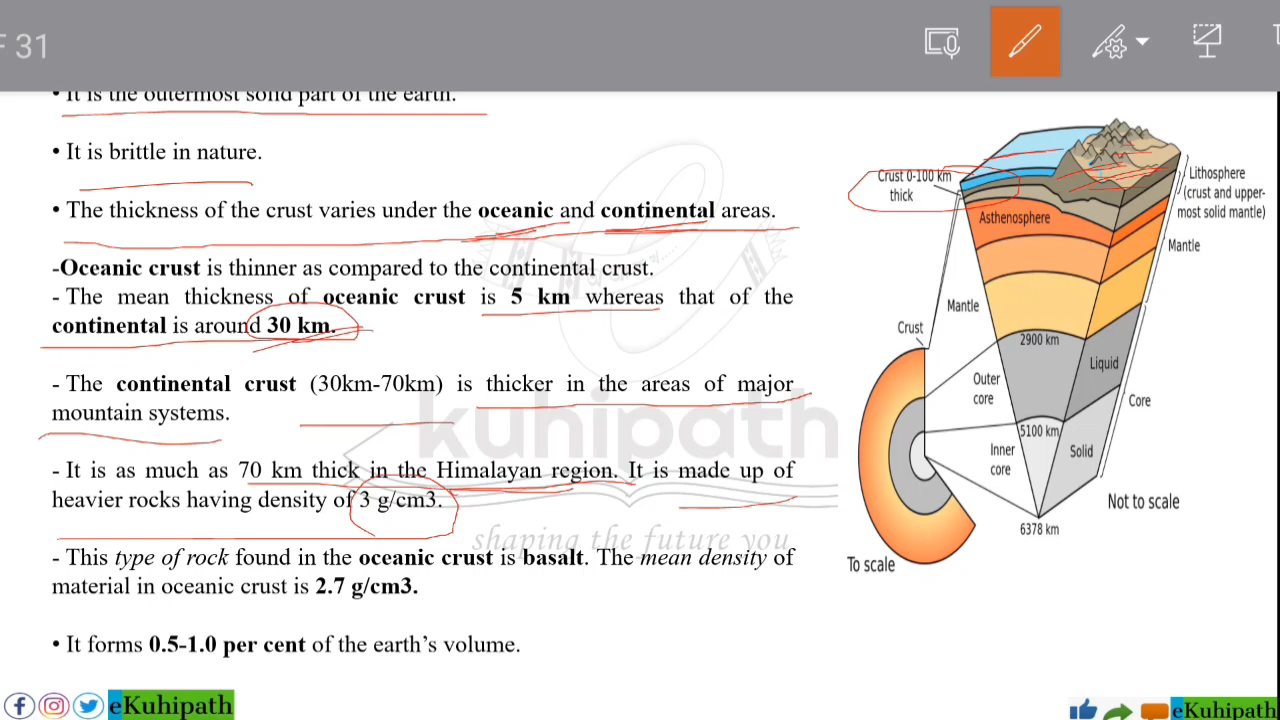 F 31
• It is the outermost solid part of the earth.
• It is brittle in nature.
• The thickness of the crust varies under the oceanic and continental areas.
-Oceanic crust is thinner as compared to the continental crust.
- The mean thickness of oceanic crust is 5 km whereas that of the
continental is around 30 km.
- The continental crust (30km-70km) is thicker in the areas of major
mountain systems.
- It is as much as 70 km thick in the Himalayan region. It is made up of
heavier rocks having density of 3 g/cm3.
- This type of rock found in the oceanic crust is basalt. The mean density of
material in oceanic crust is 2.7 g/cm3.
• It forms 0.5-1.0 per cent of the earth’s volume.
kuhipath
shaping the future you
Crust 0-100 km
thick
Asthenosphere
Lithosphere
(crust and upper-
most solid mantle)
Mantle
Mantle
Crust
2900 km
Liquid
Outer
core
Core
5100 km
Inner
core
Solid
Not to scale
6378 km
To scale
eKuhipath
eKuhipath